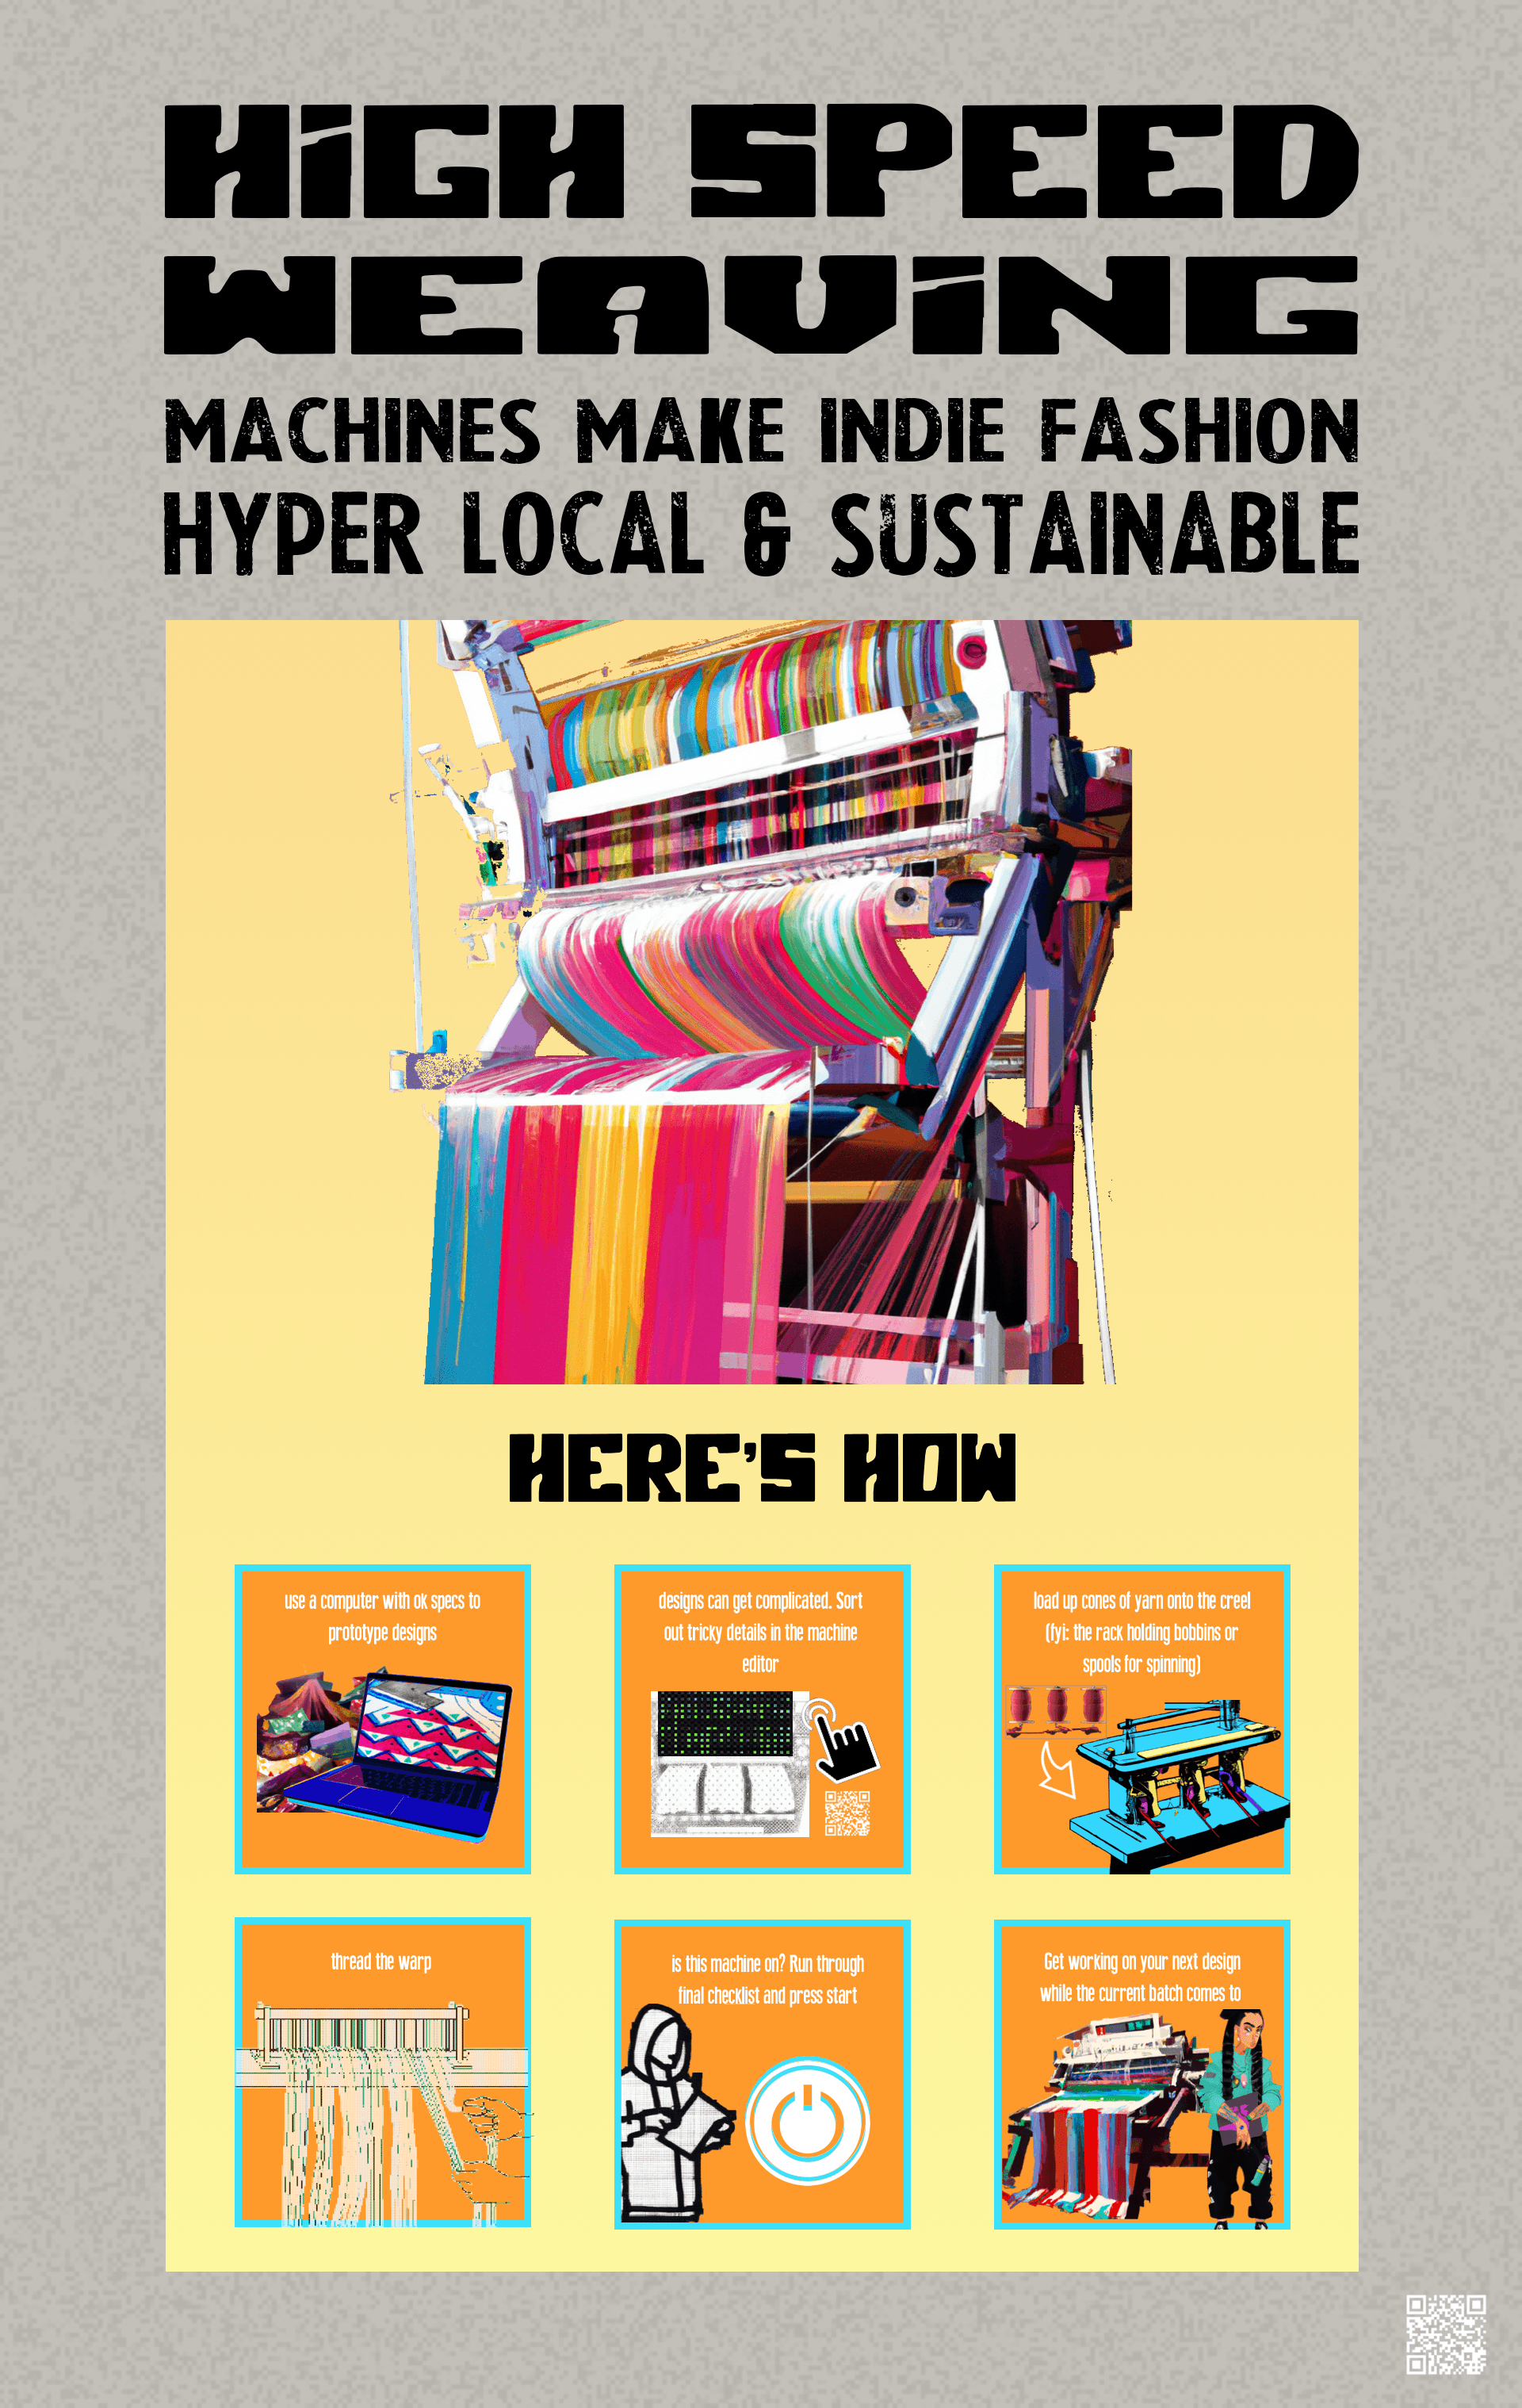 HIGH SPEED
WEAVING
MACHINES MAKE INDIE FASHION
HYPER LOCAL & SUSTAINABLE
HERE'S HOW
use a computer with ok specs to
prototype designs
designs can get complicated. Sort
out tricky details in the machine
editor
load up cones of yarn onto the creel
(fyi: the rack holding bobbins or
spools for spinning)
thread the warp
is this machine on? Run through
final checklist and press start
Get working on your next design
while the current batch comes to